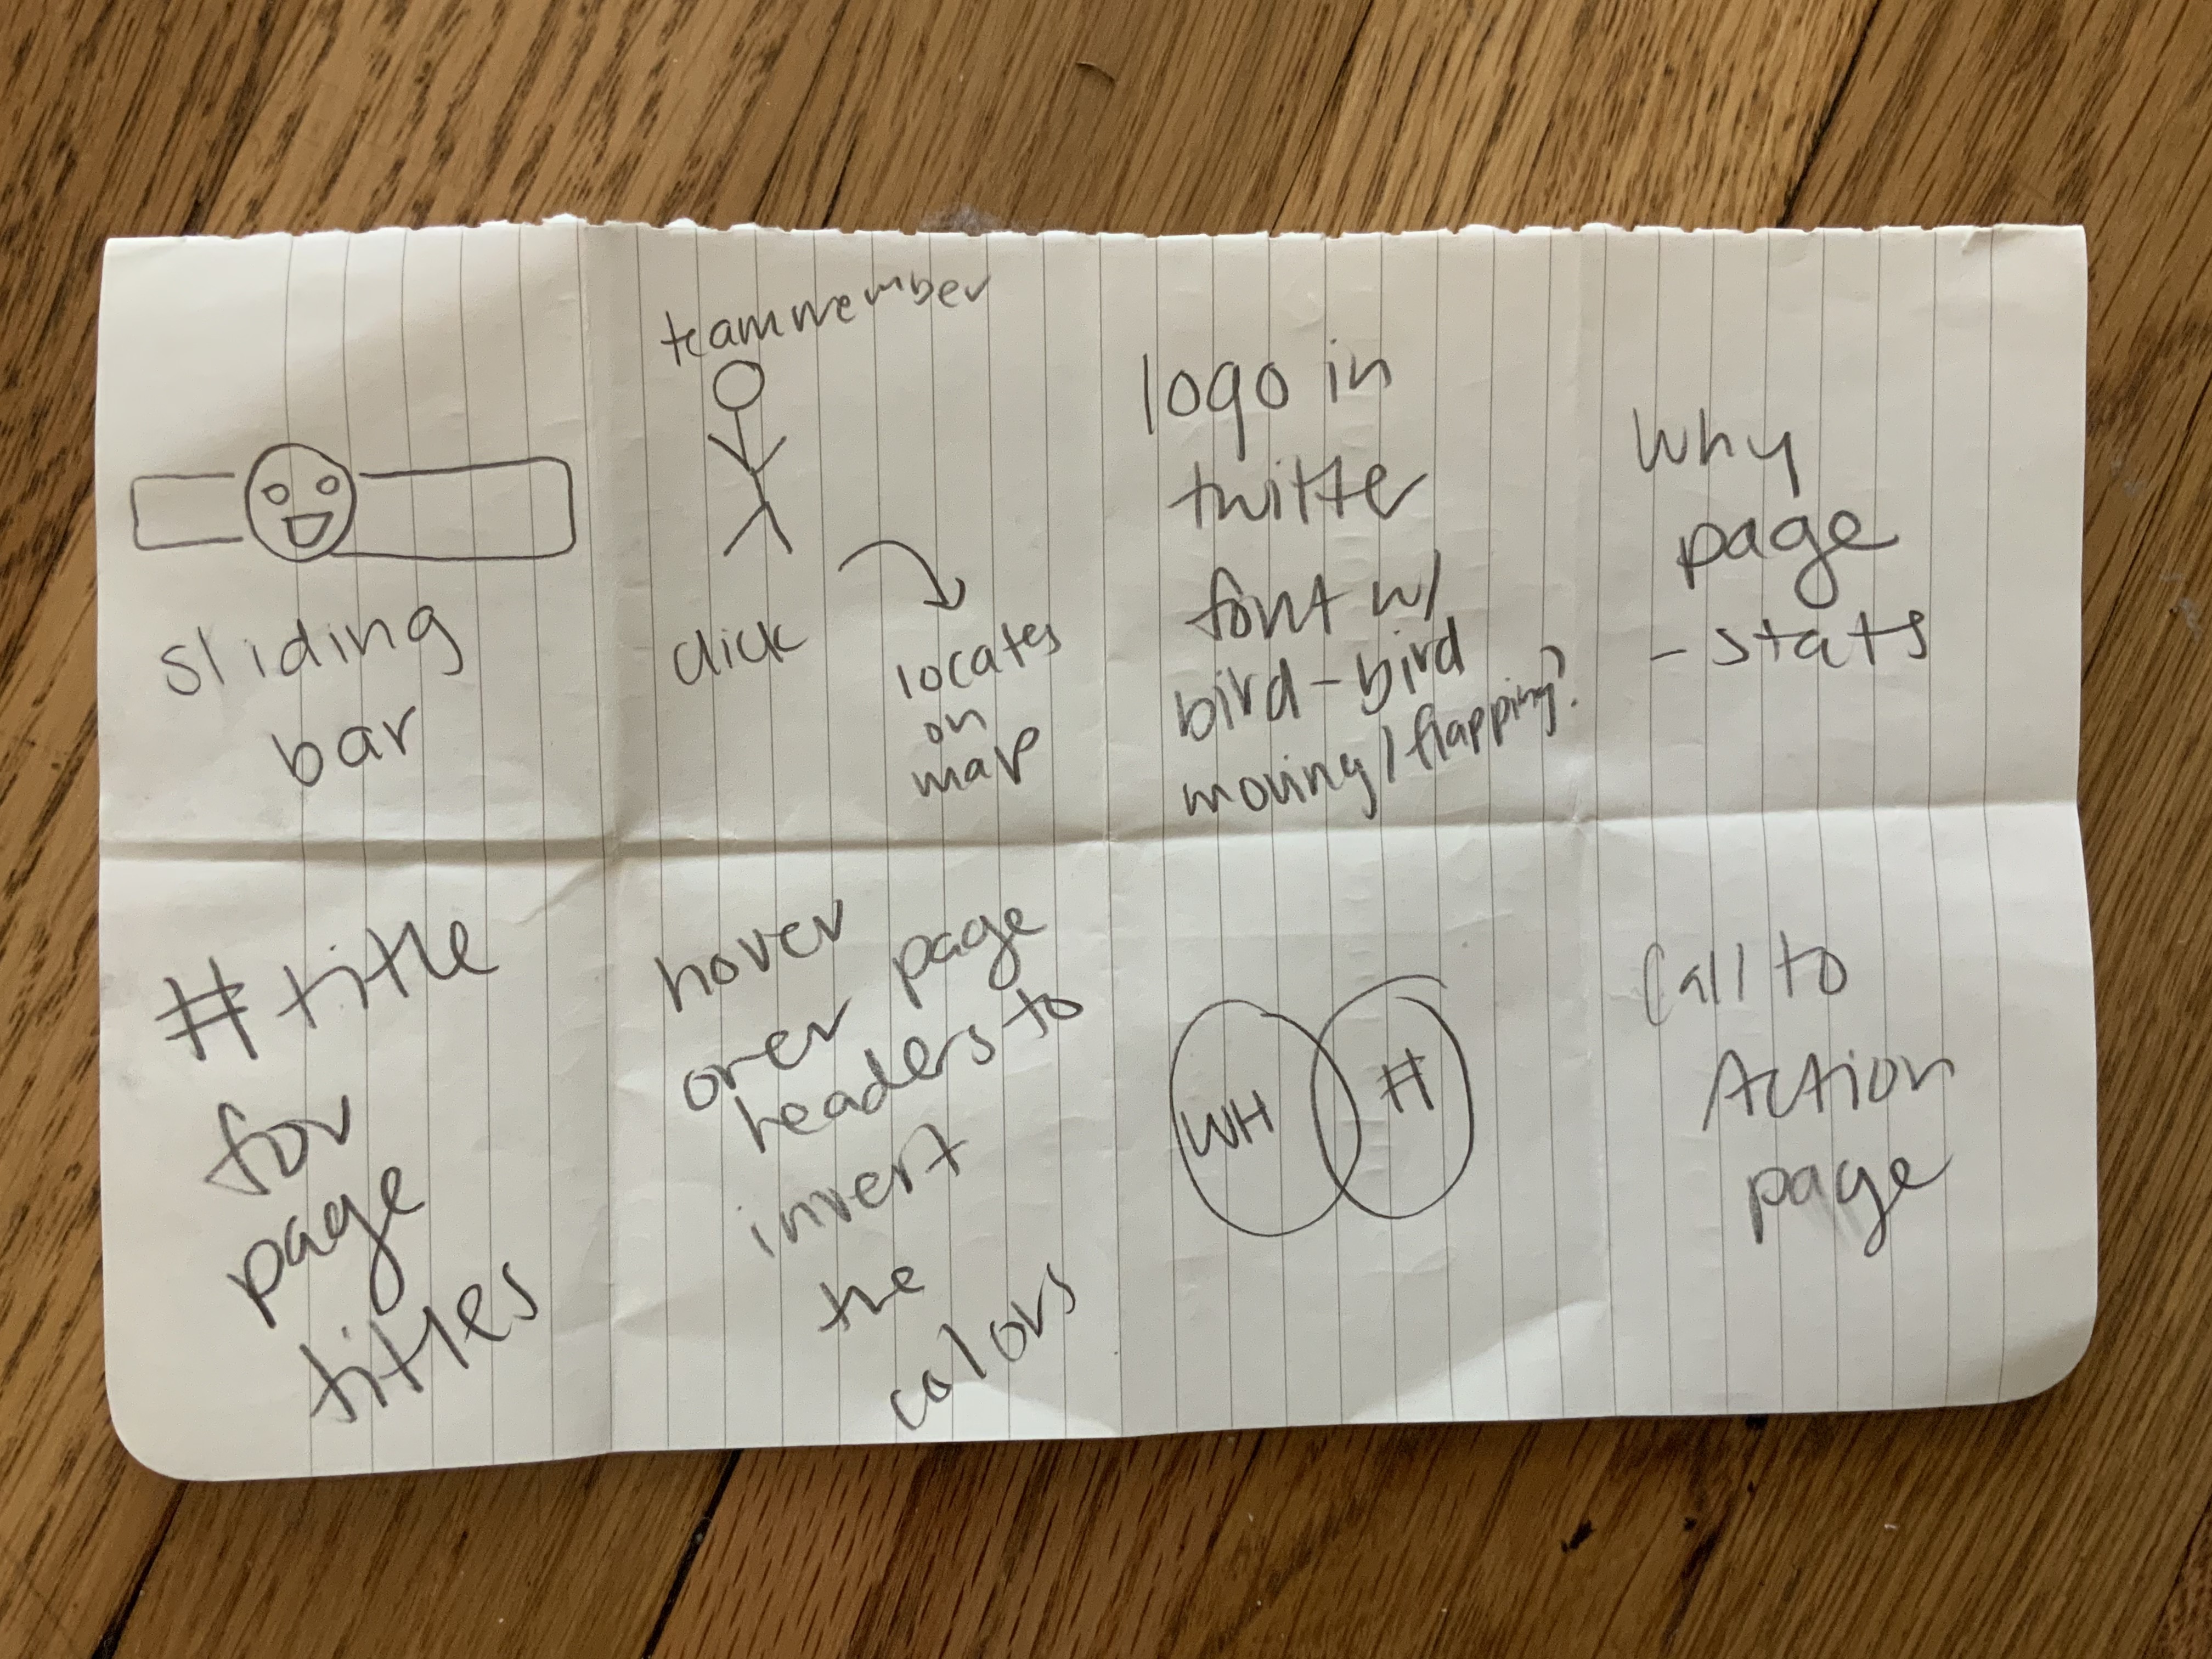 sliding
bar
teammember
click
locates
on
map
logo in
twitter
font w/
bird - bird
moving / flapping?
Why
page
- stats
# title
for
page
titles
hover
over page
headers to
invert
the
colors
WH
#
Call to
Action
page